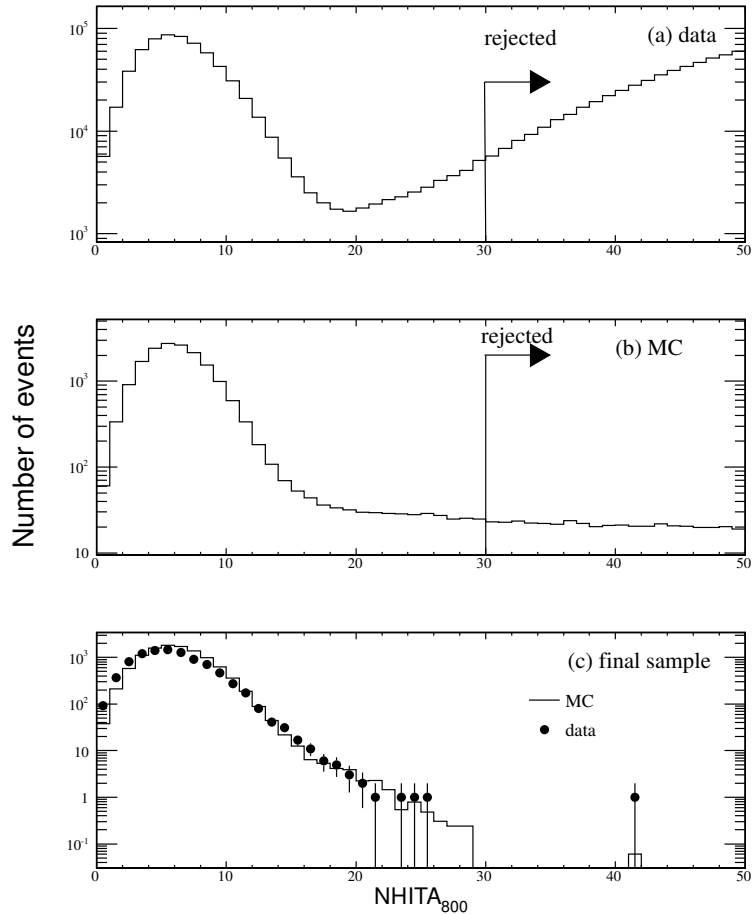 Number of events
(a) data
rejected
10^5
10^4
10^3
0 10 20 30 40 50
(b) MC
rejected
10^3
10^2
10
0 10 20 30 40 50
(c) final sample
MC
data
10^3
10^2
10
1
10^-1
0 10 20 30 40 50
NHITA_800